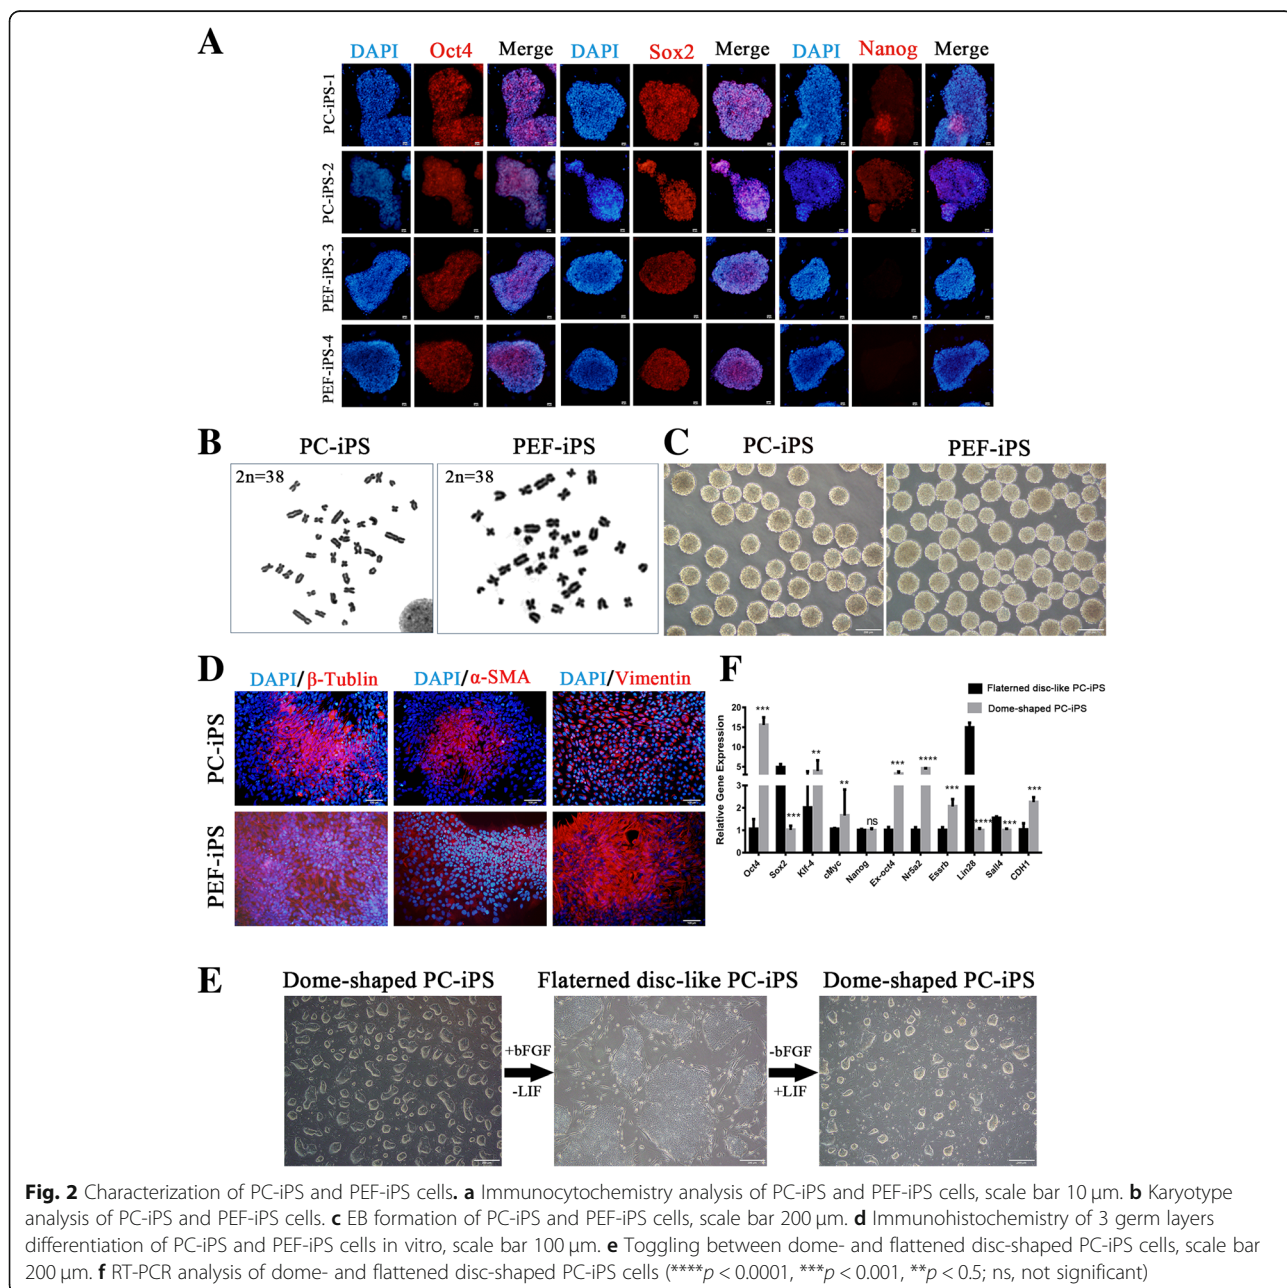 A
DAPI Oct4 Merge DAPI Sox2 Merge DAPI Nanog Merge
PC-iPS-1
PC-iPS-2
PEF-iPS-3
PEF-iPS-4
B
PC-iPS PEF-iPS
2n=38 2n=38
C
PC-iPS PEF-iPS
D
DAPI/β-Tublin DAPI/α-SMA DAPI/Vimentin
PC-iPS
PEF-iPS
F
Flaterned disc-like PC-iPS
Dome-shaped PC-iPS
Relative Gene Expression
20
15
10
5
3
2
1
0
*** *** ** ** ns *** **** *** **** *** ***
Oct4 Sox2 Klf-4 cMyc Nanog Ex-oct4 Nr5a2 Essrb Lin28 Sall4 CDH1
E
Dome-shaped PC-iPS Flaterned disc-like PC-iPS Dome-shaped PC-iPS
+bFGF -bFGF
-LIF +LIF
Fig. 2 Characterization of PC-iPS and PEF-iPS cells. a Immunocytochemistry analysis of PC-iPS and PEF-iPS cells, scale bar 10 μm. b Karyotype
analysis of PC-iPS and PEF-iPS cells. c EB formation of PC-iPS and PEF-iPS cells, scale bar 200 μm. d Immunohistochemistry of 3 germ layers
differentiation of PC-iPS and PEF-iPS cells in vitro, scale bar 100 μm. e Toggling between dome- and flattened disc-shaped PC-iPS cells, scale bar
200 μm. f RT-PCR analysis of dome- and flattened disc-shaped PC-iPS cells (****p < 0.0001, ***p < 0.001, **p < 0.5; ns, not significant)